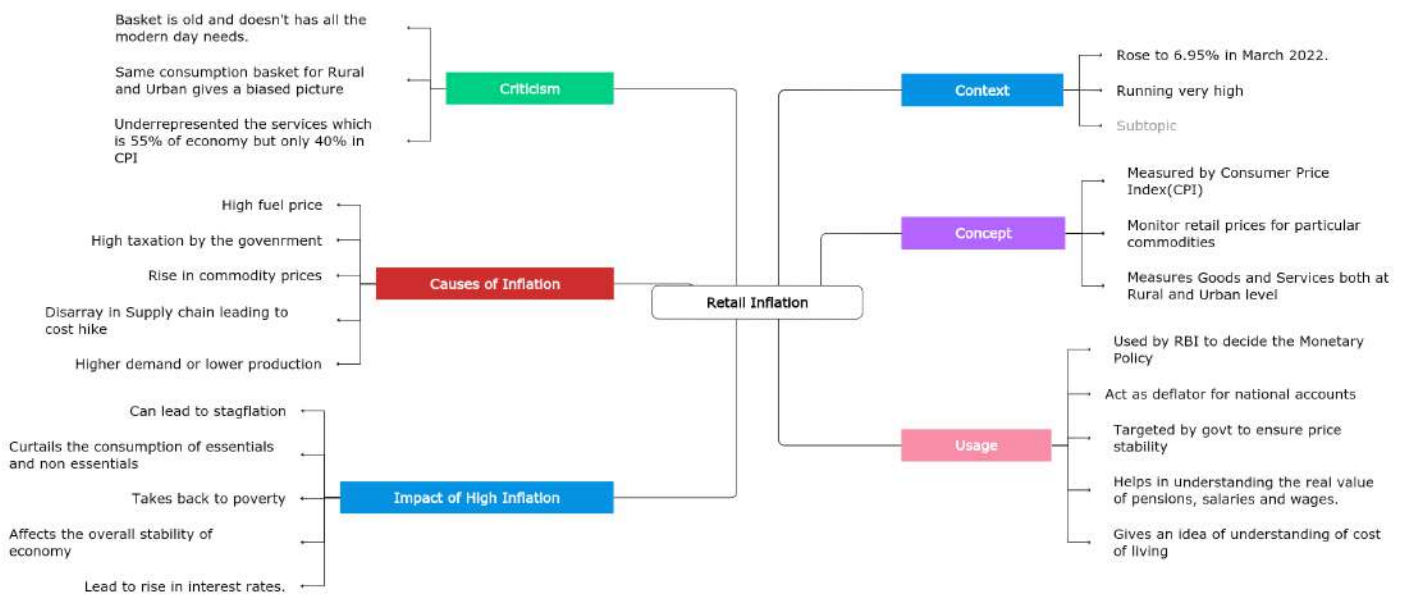 Retail Inflation
Context
Rose to 6.95% in March 2022.
Running very high
Subtopic
Concept
Measured by Consumer Price
Index(CPI)
Monitor retail prices for particular
commodities
Measures Goods and Services both at
Rural and Urban level
Usage
Used by RBI to decide the Monetary
Policy
Act as deflator for national accounts
Targeted by govt to ensure price
stability
Helps in understanding the real value
of pensions, salaries and wages.
Gives an idea of understanding of cost
of living
Criticism
Basket is old and doesn't has all the
modern day needs.
Same consumption basket for Rural
and Urban gives a biased picture
Underrepresented the services which
is 55% of economy but only 40% in
CPI
Causes of Inflation
High fuel price
High taxation by the govenrment
Rise in commodity prices
Disarray in Supply chain leading to
cost hike
Higher demand or lower production
Impact of High Inflation
Can lead to stagflation
Curtails the consumption of essentials
and non essentials
Takes back to poverty
Affects the overall stability of
economy
Lead to rise in interest rates.